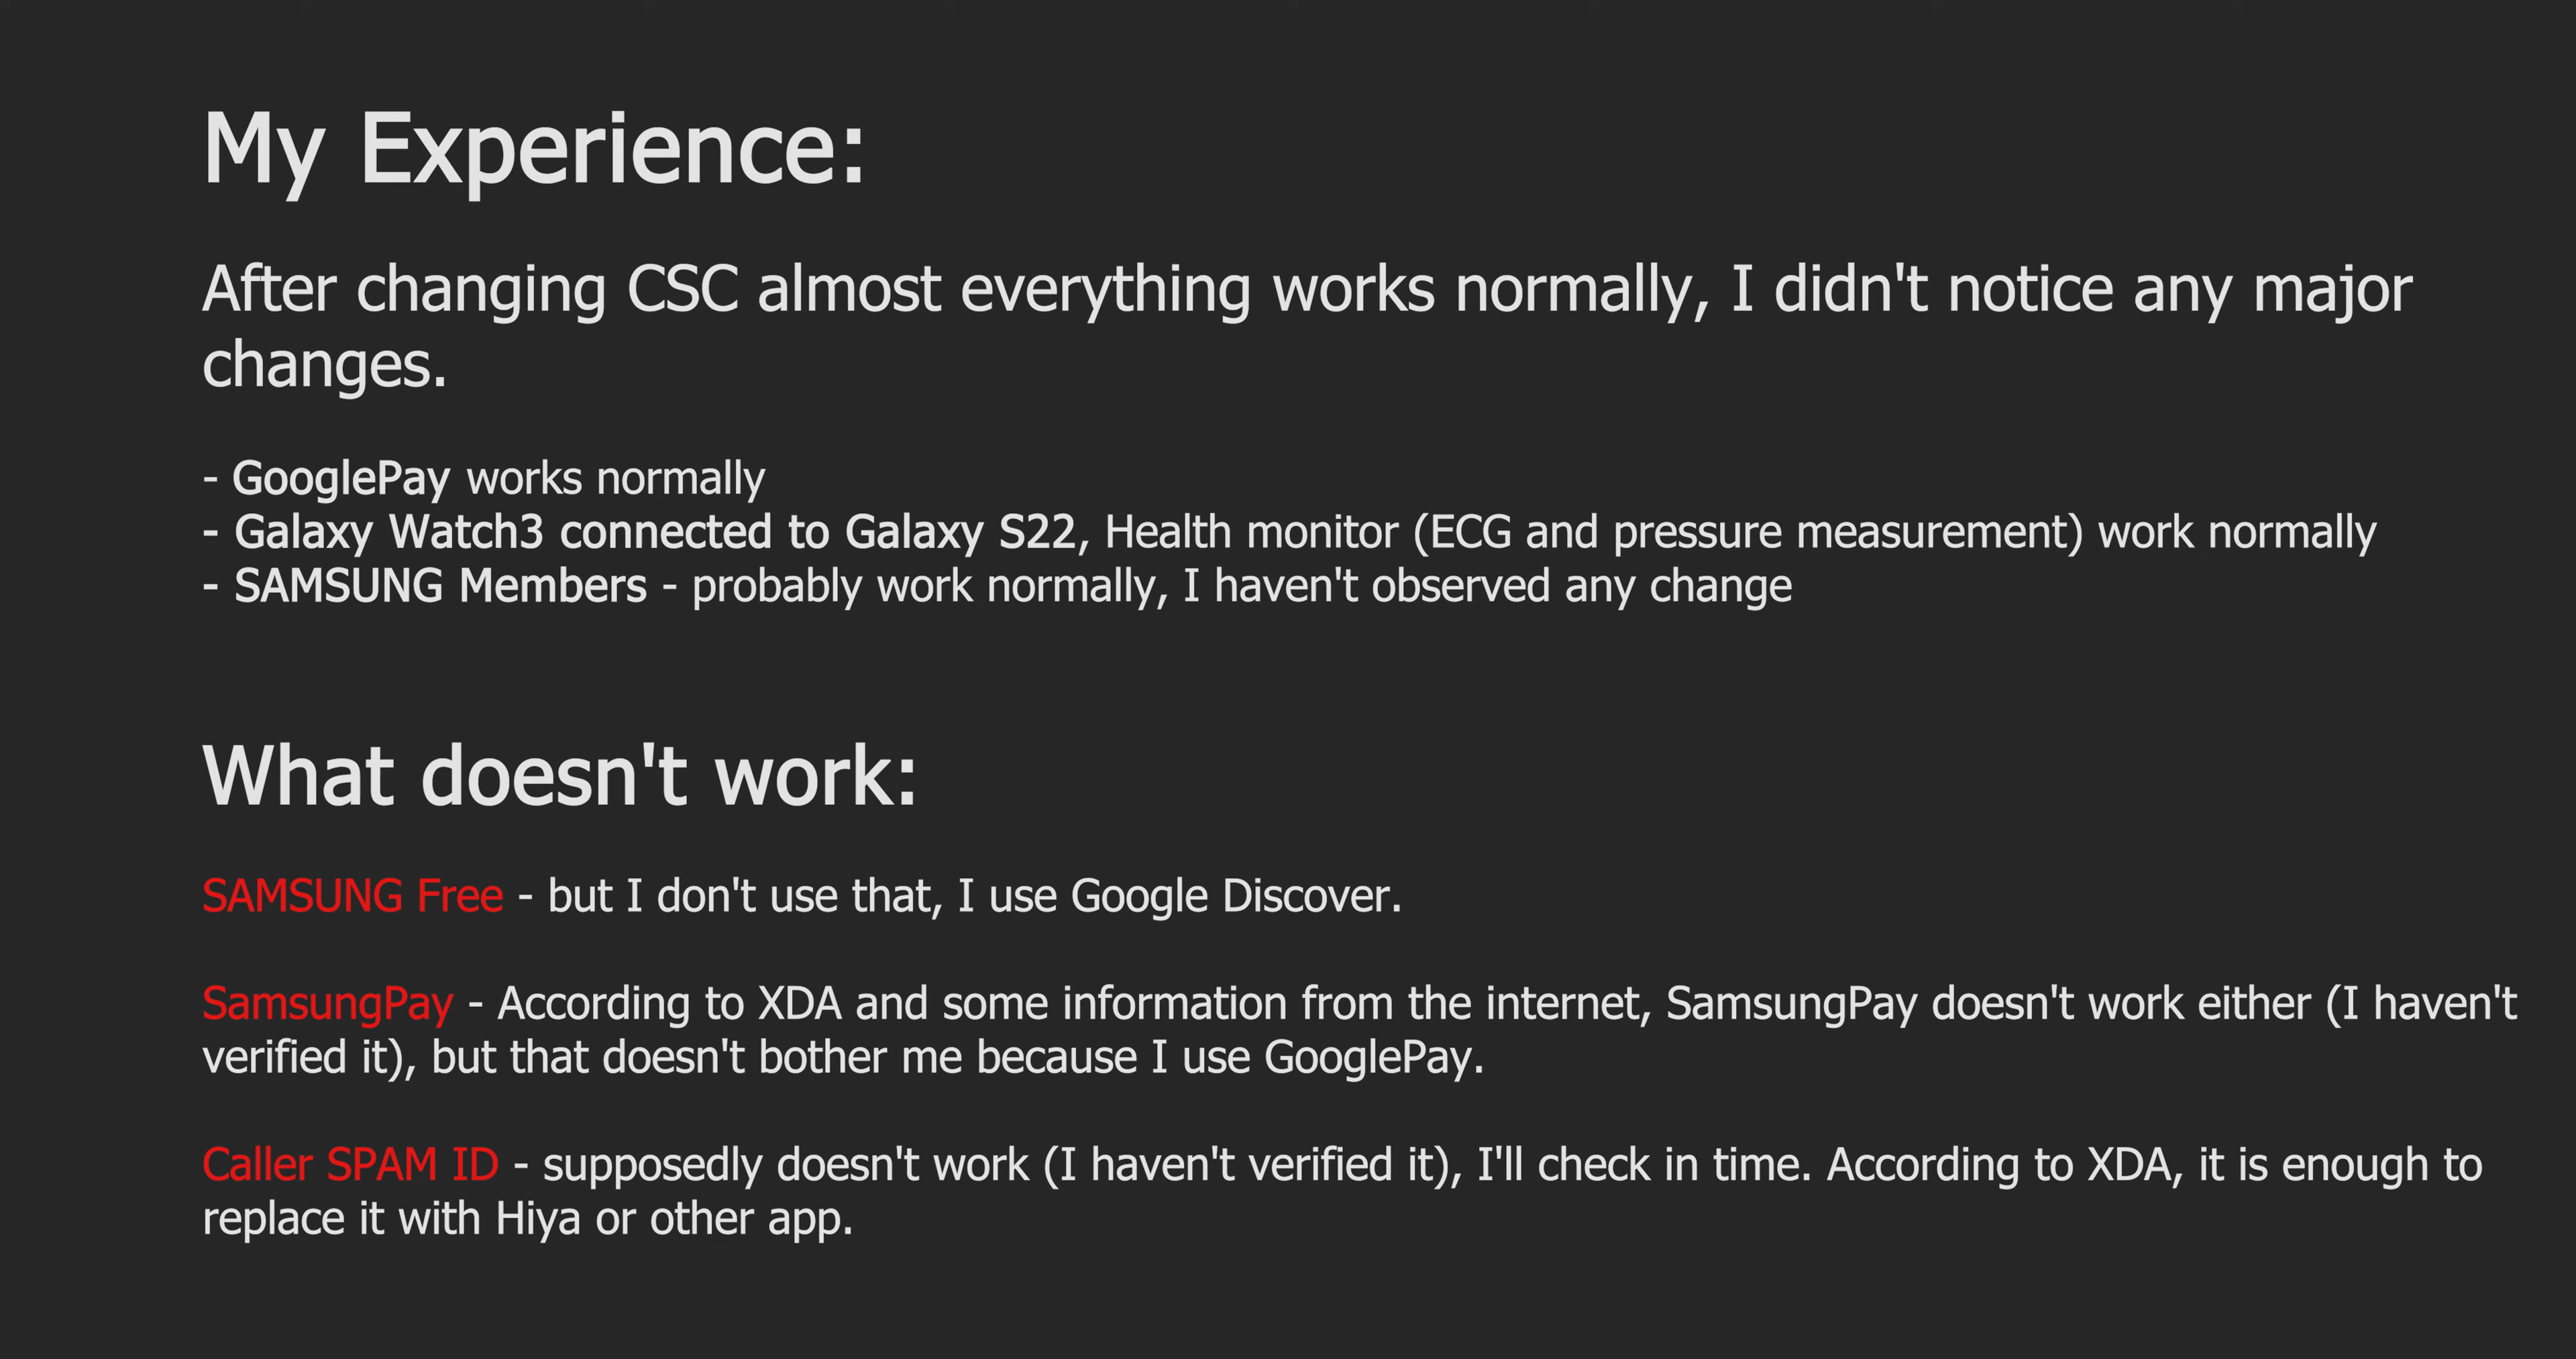 My Experience:
After changing CSC almost everything works normally, I didn't notice any major
changes.
- GooglePay works normally
- Galaxy Watch3 connected to Galaxy S22, Health monitor (ECG and pressure measurement) work normally
- SAMSUNG Members - probably work normally, I haven't observed any change
What doesn't work:
SAMSUNG Free - but I don't use that, I use Google Discover.
SamsungPay - According to XDA and some information from the internet, SamsungPay doesn't work either (I haven't
verified it), but that doesn't bother me because I use GooglePay.
Caller SPAM ID - supposedly doesn't work (I haven't verified it), I'll check in time. According to XDA, it is enough to
replace it with Hiya or other app.